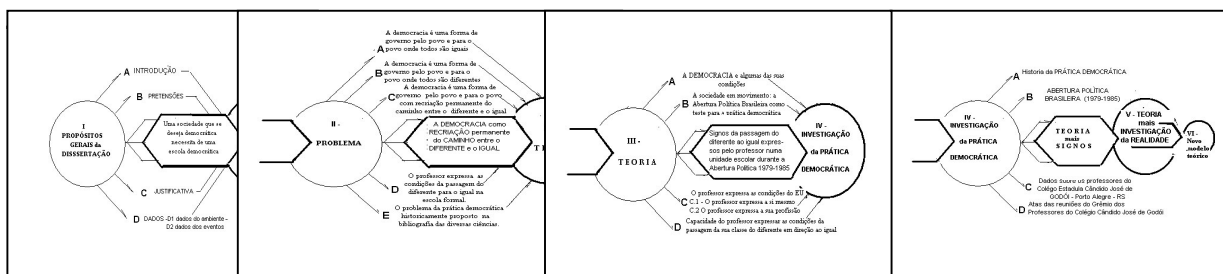 A INTRODUÇÃO
B PRETENSÕES
I
PROPÓSITOS
GERAIS da
DISSSERTAÇÃO
Uma sociedade que se
deseja democrática
necessita de uma
escola democrática
C JUSTIFICATIVA
D DADOS -D1 dados do ambiente -
D2 dados dos eventos
A democracia é uma forma de
governo pelo povo e para o
povo onde todos são iguais
A
A democracia é uma forma de
governo pelo povo e para o
povo onde todos são diferentes
B
A democracia é uma forma de
governo pelo povo e para o povo
com recriação permanente do
caminho entre o diferente e o igual
C
II -
PROBLEMA
A DEMOCRACIA como
RECRIAÇÃO permanente
do CAMINHO entre o
DIFERENTE e o IGUAL
T
O professor expressa as
condições da passagem do
diferente para o igual na
escola formal.
D
O problema da prática democrática
historicamente proposto na
bibliografia das diversas ciências.
E
A
A DEMOCRACIA e algumas das suas
condições
A sociedade em movimento: a
Abertura Política Brasileira como
teste para a prática democrática
B
III -
TEORIA
Signos da passagem do
diferente ao igual expres-
sos pelo professor numa
unidade escolar durante a
Abertura Política 1979-1985
IV -
INVESTIGAÇÃO
da PRÁTICA
DEMOCRÁTICA
O professor expressa as condições do EU
C C.1 - O professor expressa a si mesmo
C.2 O professor expressa a sua profissão
D Capacidade do professor expressar as condições da
passagem da sua classe do diferente em direção ao igual
A
Historia da PRÁTICA DEMOCRÁTICA
B
ABERTURA POLÍTICA
BRASILEIRA (1979-1985)
IV -
INVESTIGAÇÃO
da PRÁTICA
DEMOCRÁTICA
TEORIA
mais
SIGNOS
V - TEORIA
mais
INVESTIGAÇÃO
da REALIDADE
VI -
Novo
modelo
teórico
C Dados sobre os professores do
Colégio Estadula Cândido José de
GODÓI - Porto Alegre - RS
D Atas das reuniões do Grêmio dos
Professores do Colégio Cândido José de Godói